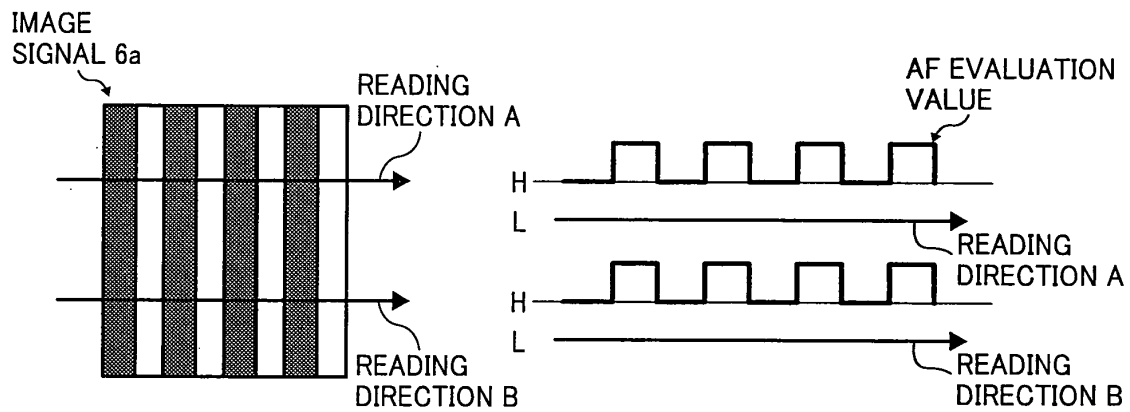 IMAGE
SIGNAL 6a
READING
DIRECTION A
READING
DIRECTION B
AF EVALUATION
VALUE
H
L
READING
DIRECTION A
H
L
READING
DIRECTION B